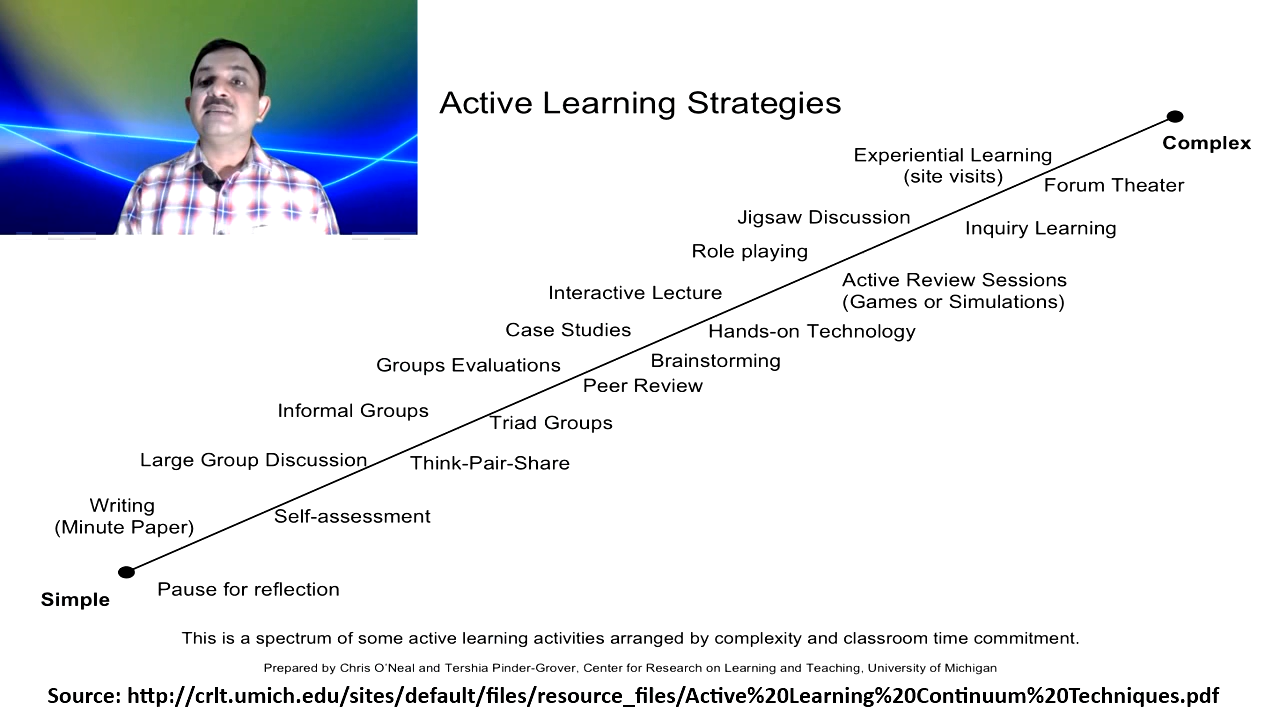 Active Learning Strategies
Complex
Experiential Learning
(site visits)
Forum Theater
Jigsaw Discussion
Inquiry Learning
Role playing
Active Review Sessions
(Games or Simulations)
Interactive Lecture
Case Studies
Hands-on Technology
Groups Evaluations
Brainstorming
Peer Review
Informal Groups
Triad Groups
Large Group Discussion
Think-Pair-Share
Writing
(Minute Paper)
Self-assessment
Pause for reflection
Simple
This is a spectrum of some active learning activities arranged by complexity and classroom time commitment.
Prepared by Chris O'Neal and Tershia Pinder-Grover, Center for Research on Learning and Teaching, University of Michigan
Source: http://crlt.umich.edu/sites/default/files/resource_files/Active%20Learning%20Continuum%20Techniques.pdf